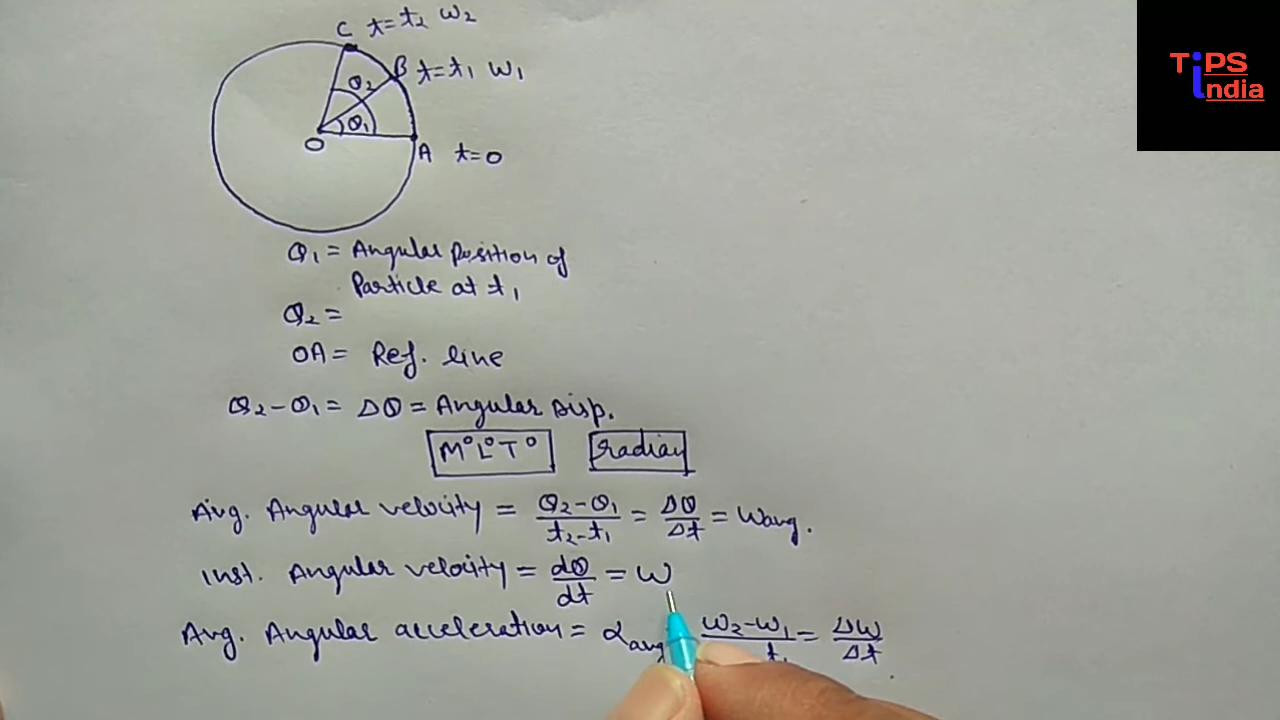 C t=t₂ ω₂
B t=t₁ ω₁
θ₂
θ₁
O
A t=0
θ₁ = Angular Position of
Particle at t₁
θ₂ =
OA = Ref. line
θ₂-θ₁ = Δθ = Angular Disp.
M⁰L⁰T⁰ radian
Avg. Angular velocity = θ₂-θ₁/t₂-t₁ = Δθ/Δt = ωavg.
Inst. Angular velocity = dθ/dt = ω
Avg. Angular acceleration = αavg ω₂-ω₁/t₁ = Δω/Δt
TiPS
india